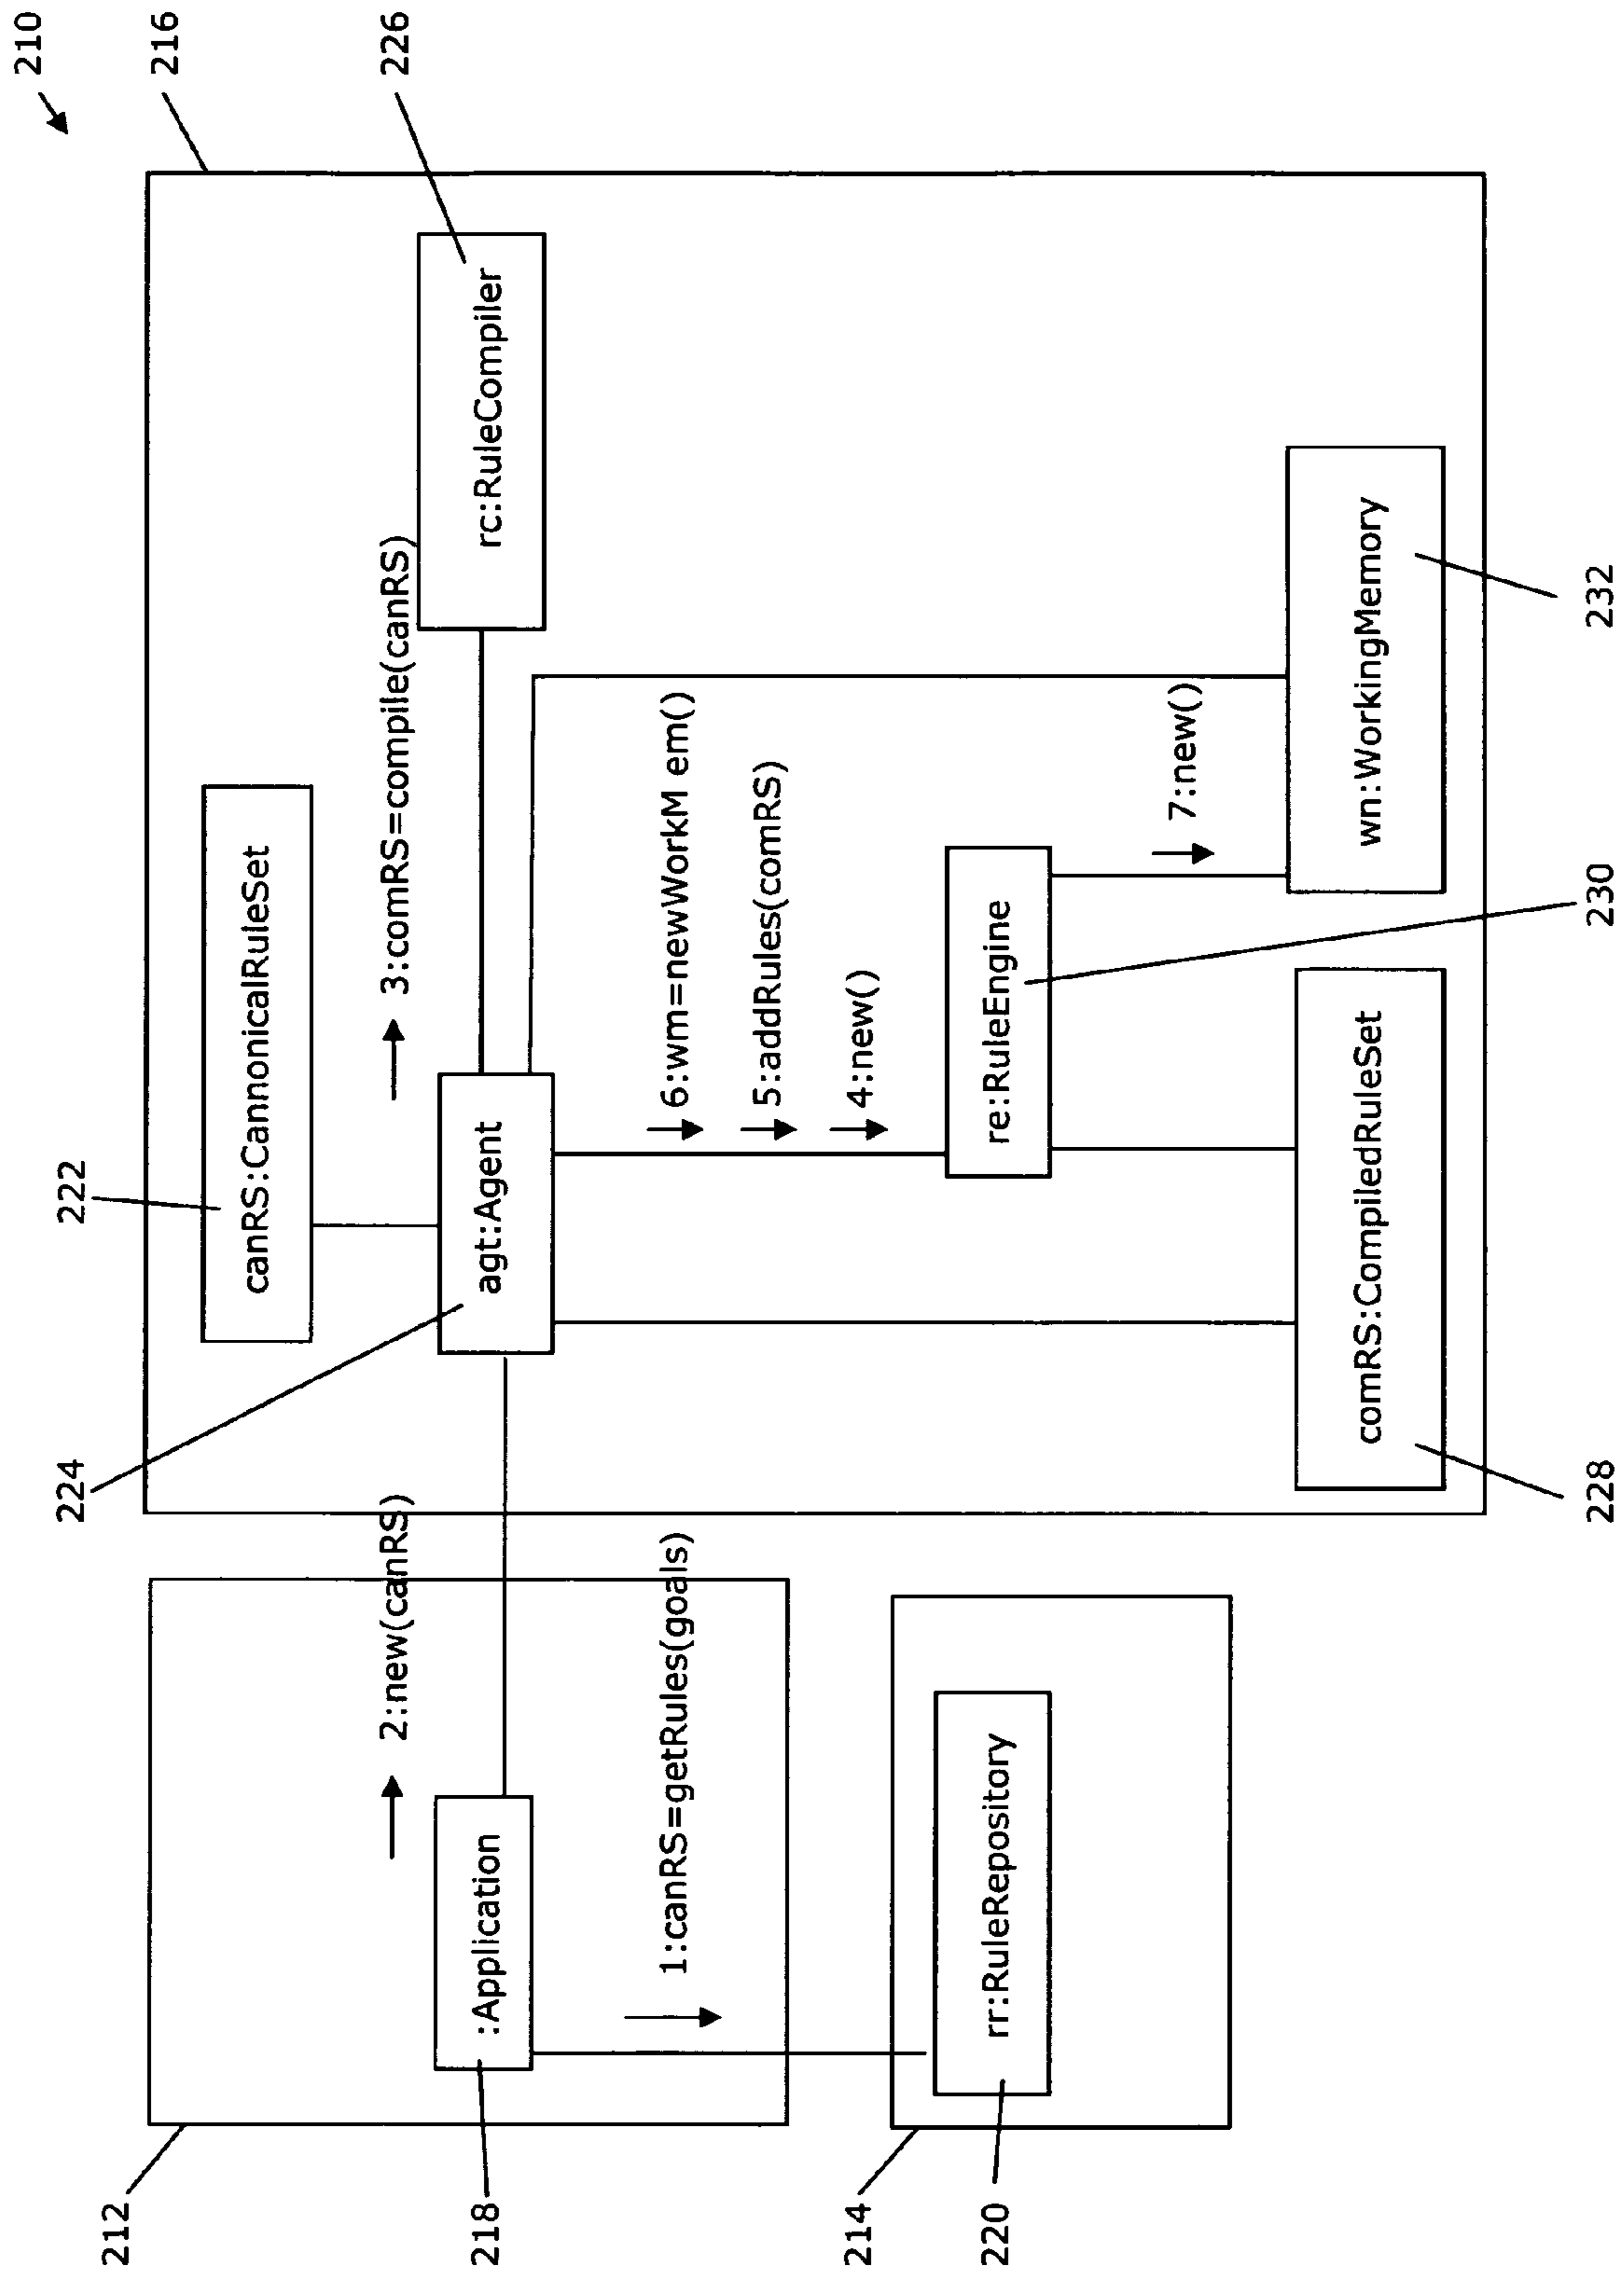 210
216
226
222
224
212
218
214
220
228
230
232
canRS:CannonicalRuleSet
3:comRS=compile(canRS)
rc:RuleCompiler
agt:Agent
2:new(canRS)
:Application
1:canRS=getRules(goals)
rr:RuleRepository
6:wm=newWorkM em()
5:addRules(comRS)
4:new()
re:RuleEngine
7:new()
comRS:CompiledRuleSet
wn:WorkingMemory